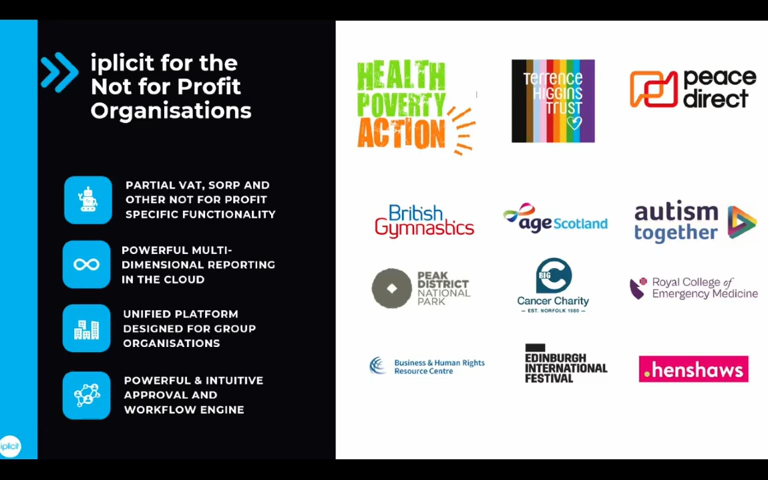 iplicit for the
Not for Profit
Organisations
PARTIAL VAT, SORP AND
OTHER NOT FOR PROFIT
SPECIFIC FUNCTIONALITY
POWERFUL MULTI-
DIMENSIONAL REPORTING
IN THE CLOUD
UNIFIED PLATFORM
DESIGNED FOR GROUP
ORGANISATIONS
POWERFUL & INTUITIVE
APPROVAL AND
WORKFLOW ENGINE
iplicit
HEALTH
POVERTY
ACTION
TERRENCE
HIGGINS
TRUST
peace
direct
British
Gymnastics
age Scotland
autism
together
PEAK
DISTRICT
NATIONAL
PARK
Cancer Charity
— EST. NORFOLK 1980 —
Royal College of
Emergency Medicine
Business & Human Rights
Resource Centre
EDINBURGH
INTERNATIONAL
FESTIVAL
.henshaws